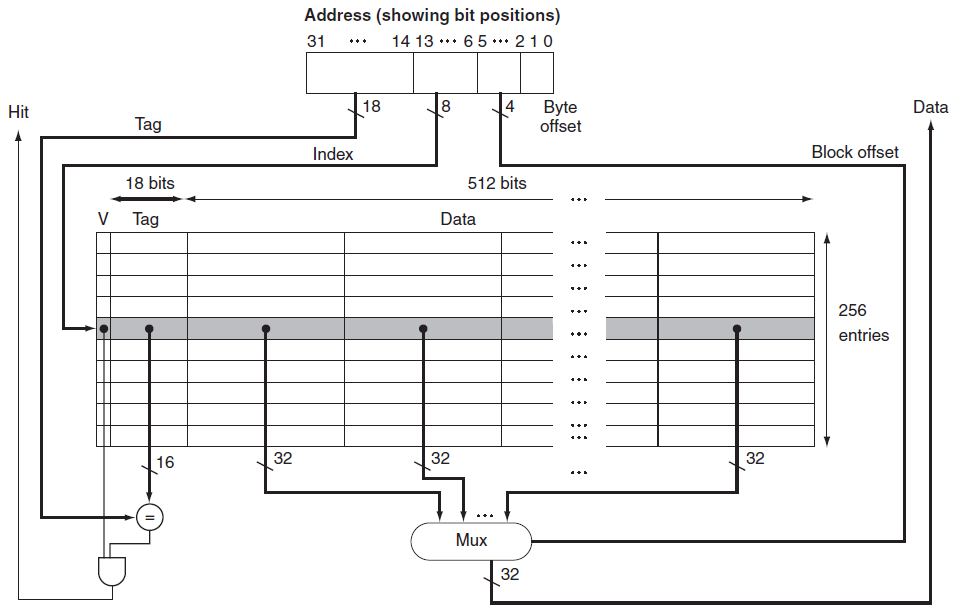 Address (showing bit positions)
31 ··· 14 13 ··· 6 5 ··· 2 1 0
18 8 4 Byte offset
Hit
Data
Tag
Index
Block offset
18 bits
512 bits
···
V Tag Data
···
···
···
···
···
···
···
···
···
···
256
entries
16 32 32 ··· 32
=
···
Mux
32